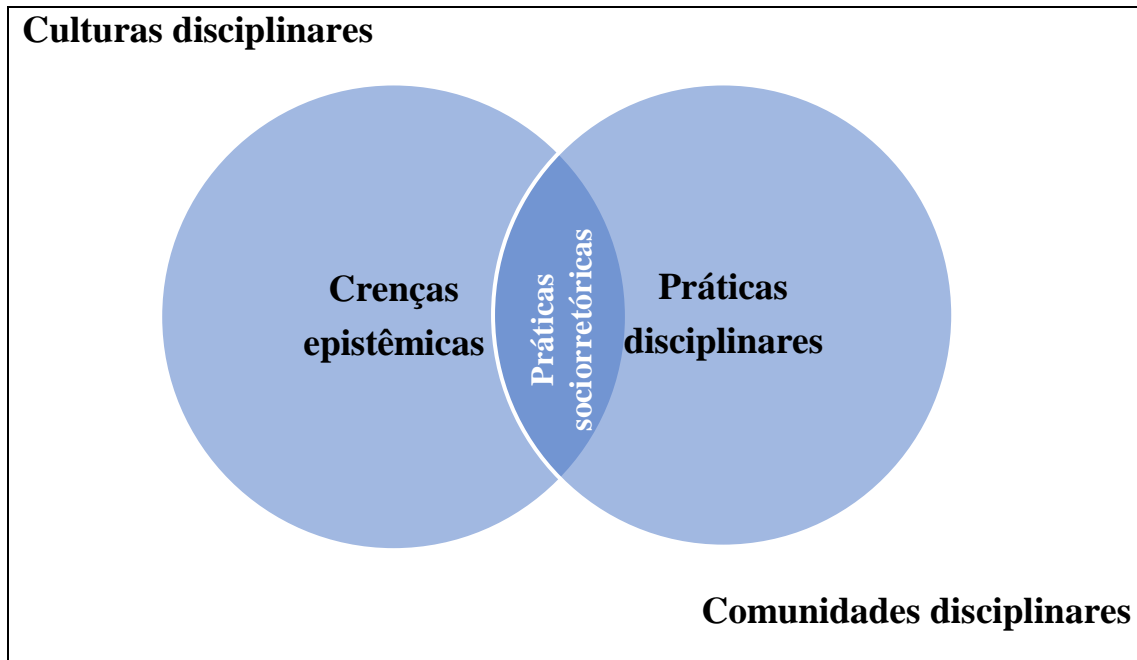 Culturas disciplinares
Crenças
epistêmicas
Práticas
sociorretóricas
Práticas
disciplinares
Comunidades disciplinares